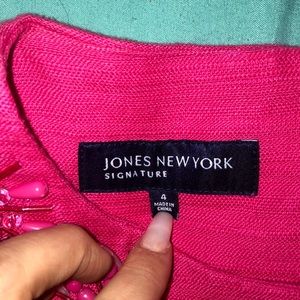 JONES NEW YORK
SIGNATURE
4
MADE IN
CHINA